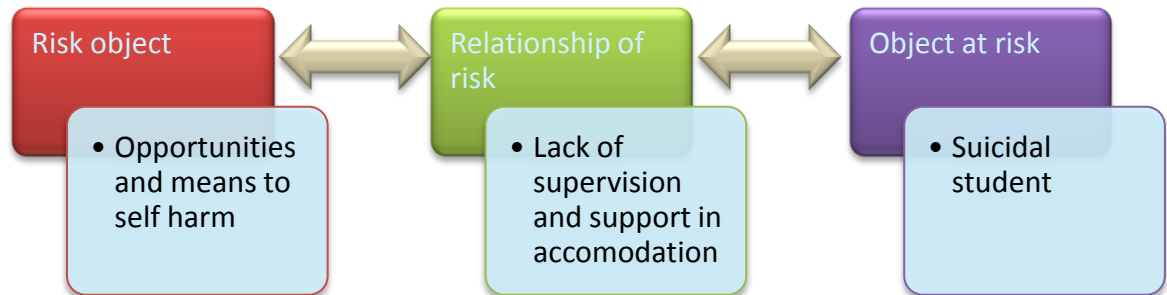 Risk object
• Opportunities
and means to
self harm
Relationship of
risk
• Lack of
supervision
and support in
accomodation
Object at risk
• Suicidal
student